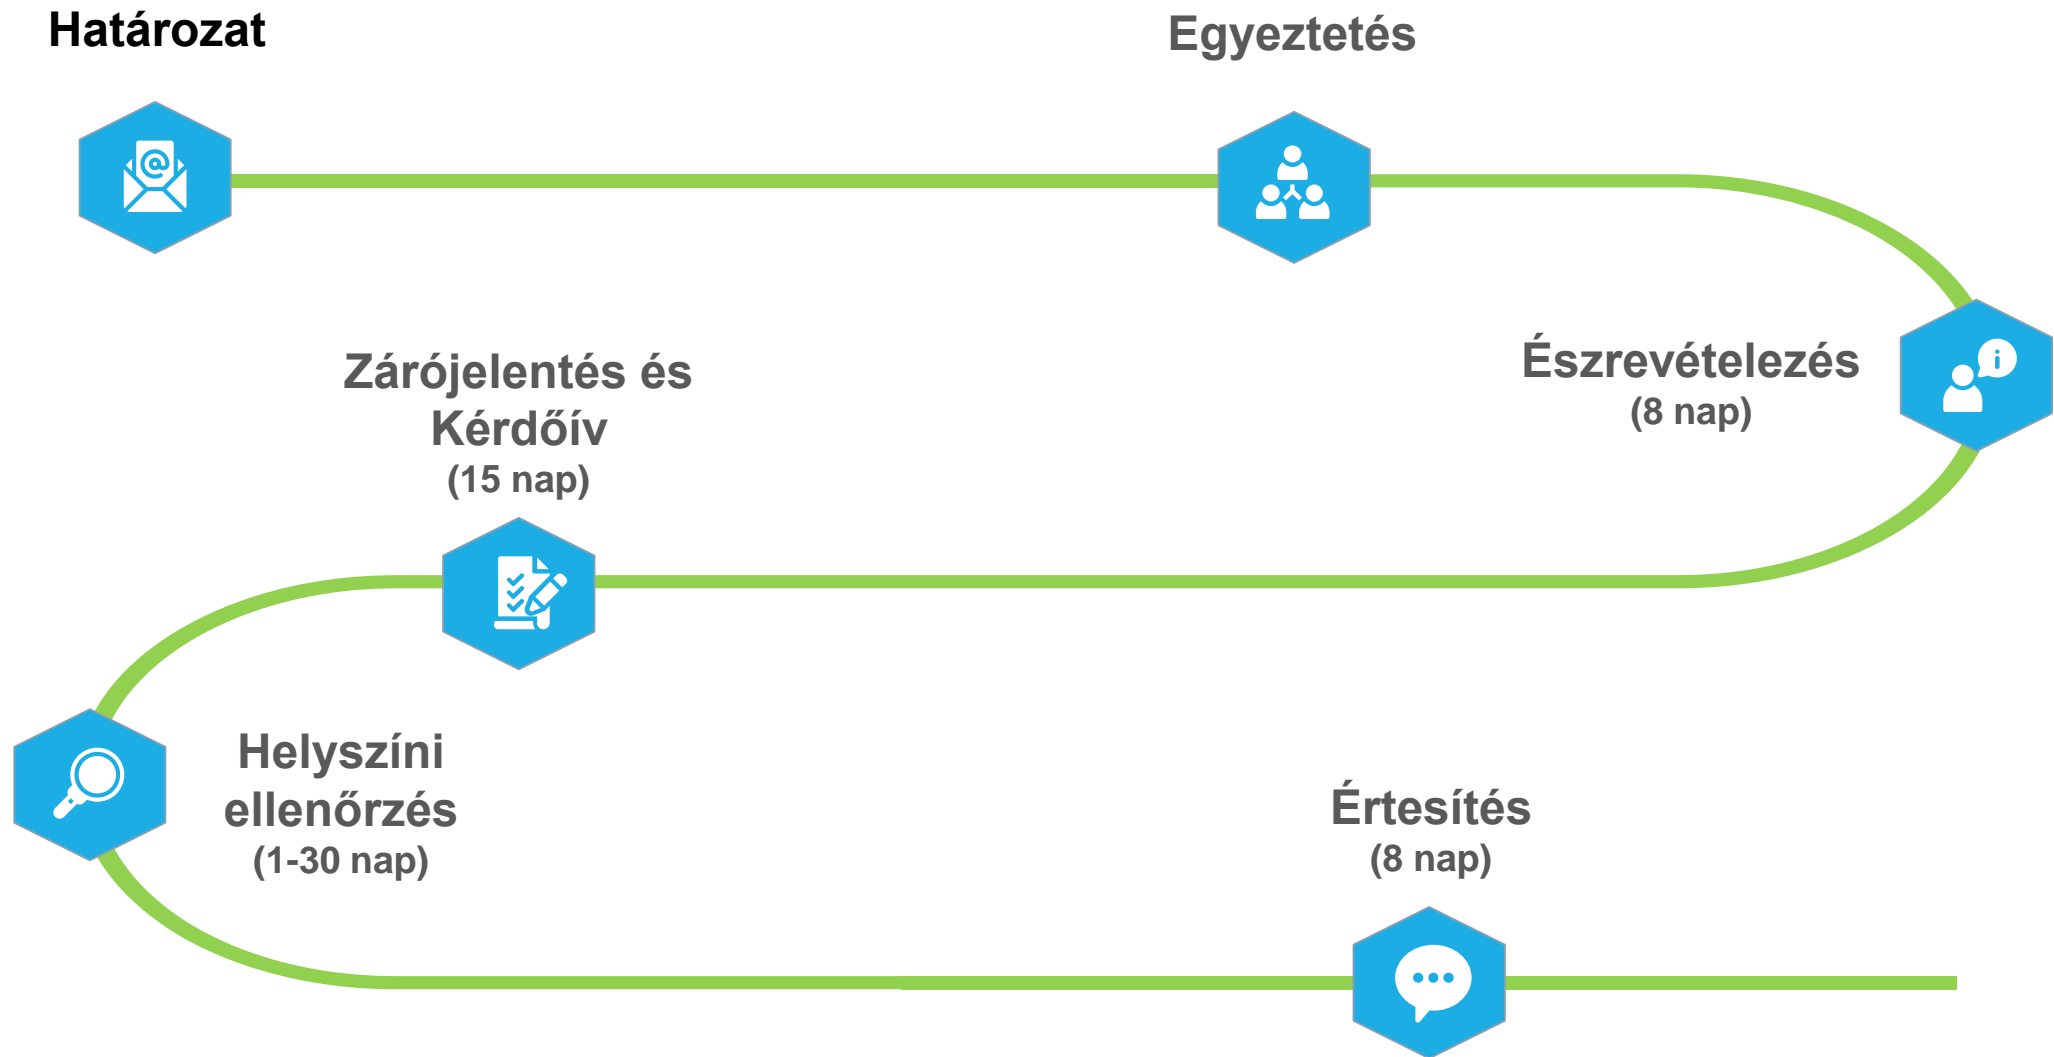 Határozat
Egyeztetés
Észrevételezés
(8 nap)
Zárójelentés és
Kérdőív
(15 nap)
Helyszíni
ellenőrzés
(1-30 nap)
Értesítés
(8 nap)